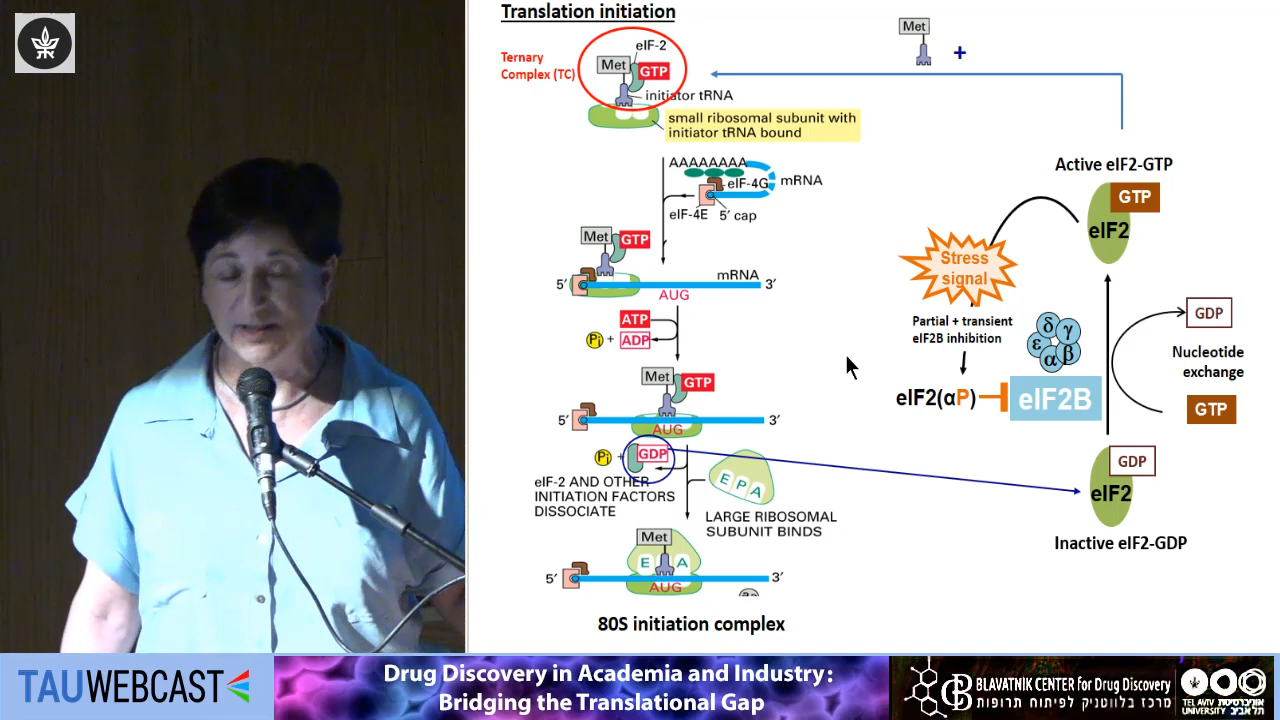 Translation initiation
Ternary
Complex (TC)
eIF-2
Met
GTP
initiator tRNA
small ribosomal subunit with
initiator tRNA bound
AAAAAAAA
mRNA
eIF-4G
eIF-4E
5′ cap
Met
GTP
mRNA
5′
3′
AUG
ATP
Pi + ADP
Met
GTP
5′
3′
AUG
Pi + GDP
eIF-2 AND OTHER
INITIATION FACTORS
DISSOCIATE
E P A
LARGE RIBOSOMAL
SUBUNIT BINDS
Met
E A
5′
3′
AUG
80S initiation complex
Met
+
Active eIF2-GTP
GTP
eIF2
Stress
signal
Partial + transient
eIF2B inhibition
δ
γ
ε
α
β
eIF2(αP)
eIF2B
GDP
Nucleotide
exchange
GTP
GDP
eIF2
Inactive eIF2-GDP
TAUWEBCAST
Drug Discovery in Academia and Industry:
Bridging the Translational Gap
BLAVATNIK CENTER for Drug Discovery
מרכז בלווטניק לפיתוח תרופות
TEL AVIV
UNIVERSITY
אוניברסיטת
תל אביב